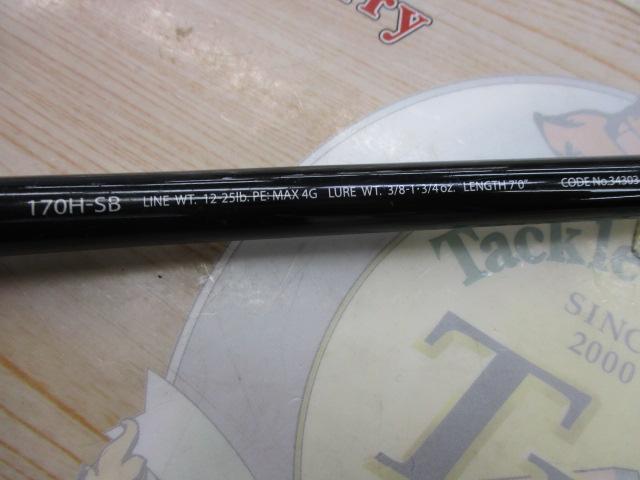 rry
170H-SB LINE WT. 12-25lb. PE: MAX 4G LURE WT. 3/8-1･3/4oz. LENGTH 7'0" CODE No.34303
Tackle
SINC
2000
T